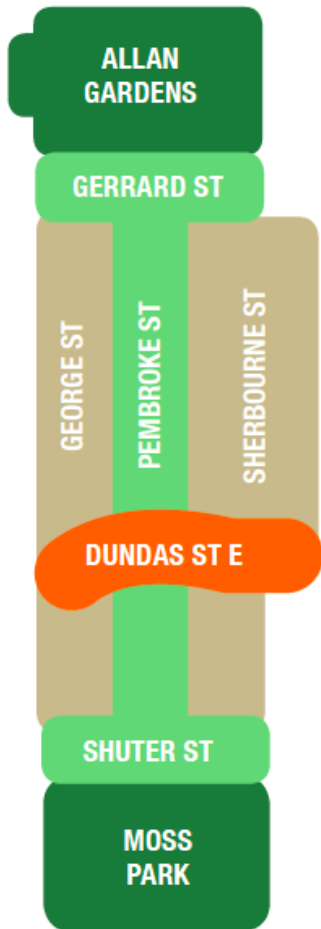 ALLAN
GARDENS
GERRARD ST
GEORGE ST
PEMBROKE ST
SHERBOURNE ST
DUNDAS ST E
SHUTER ST
MOSS
PARK